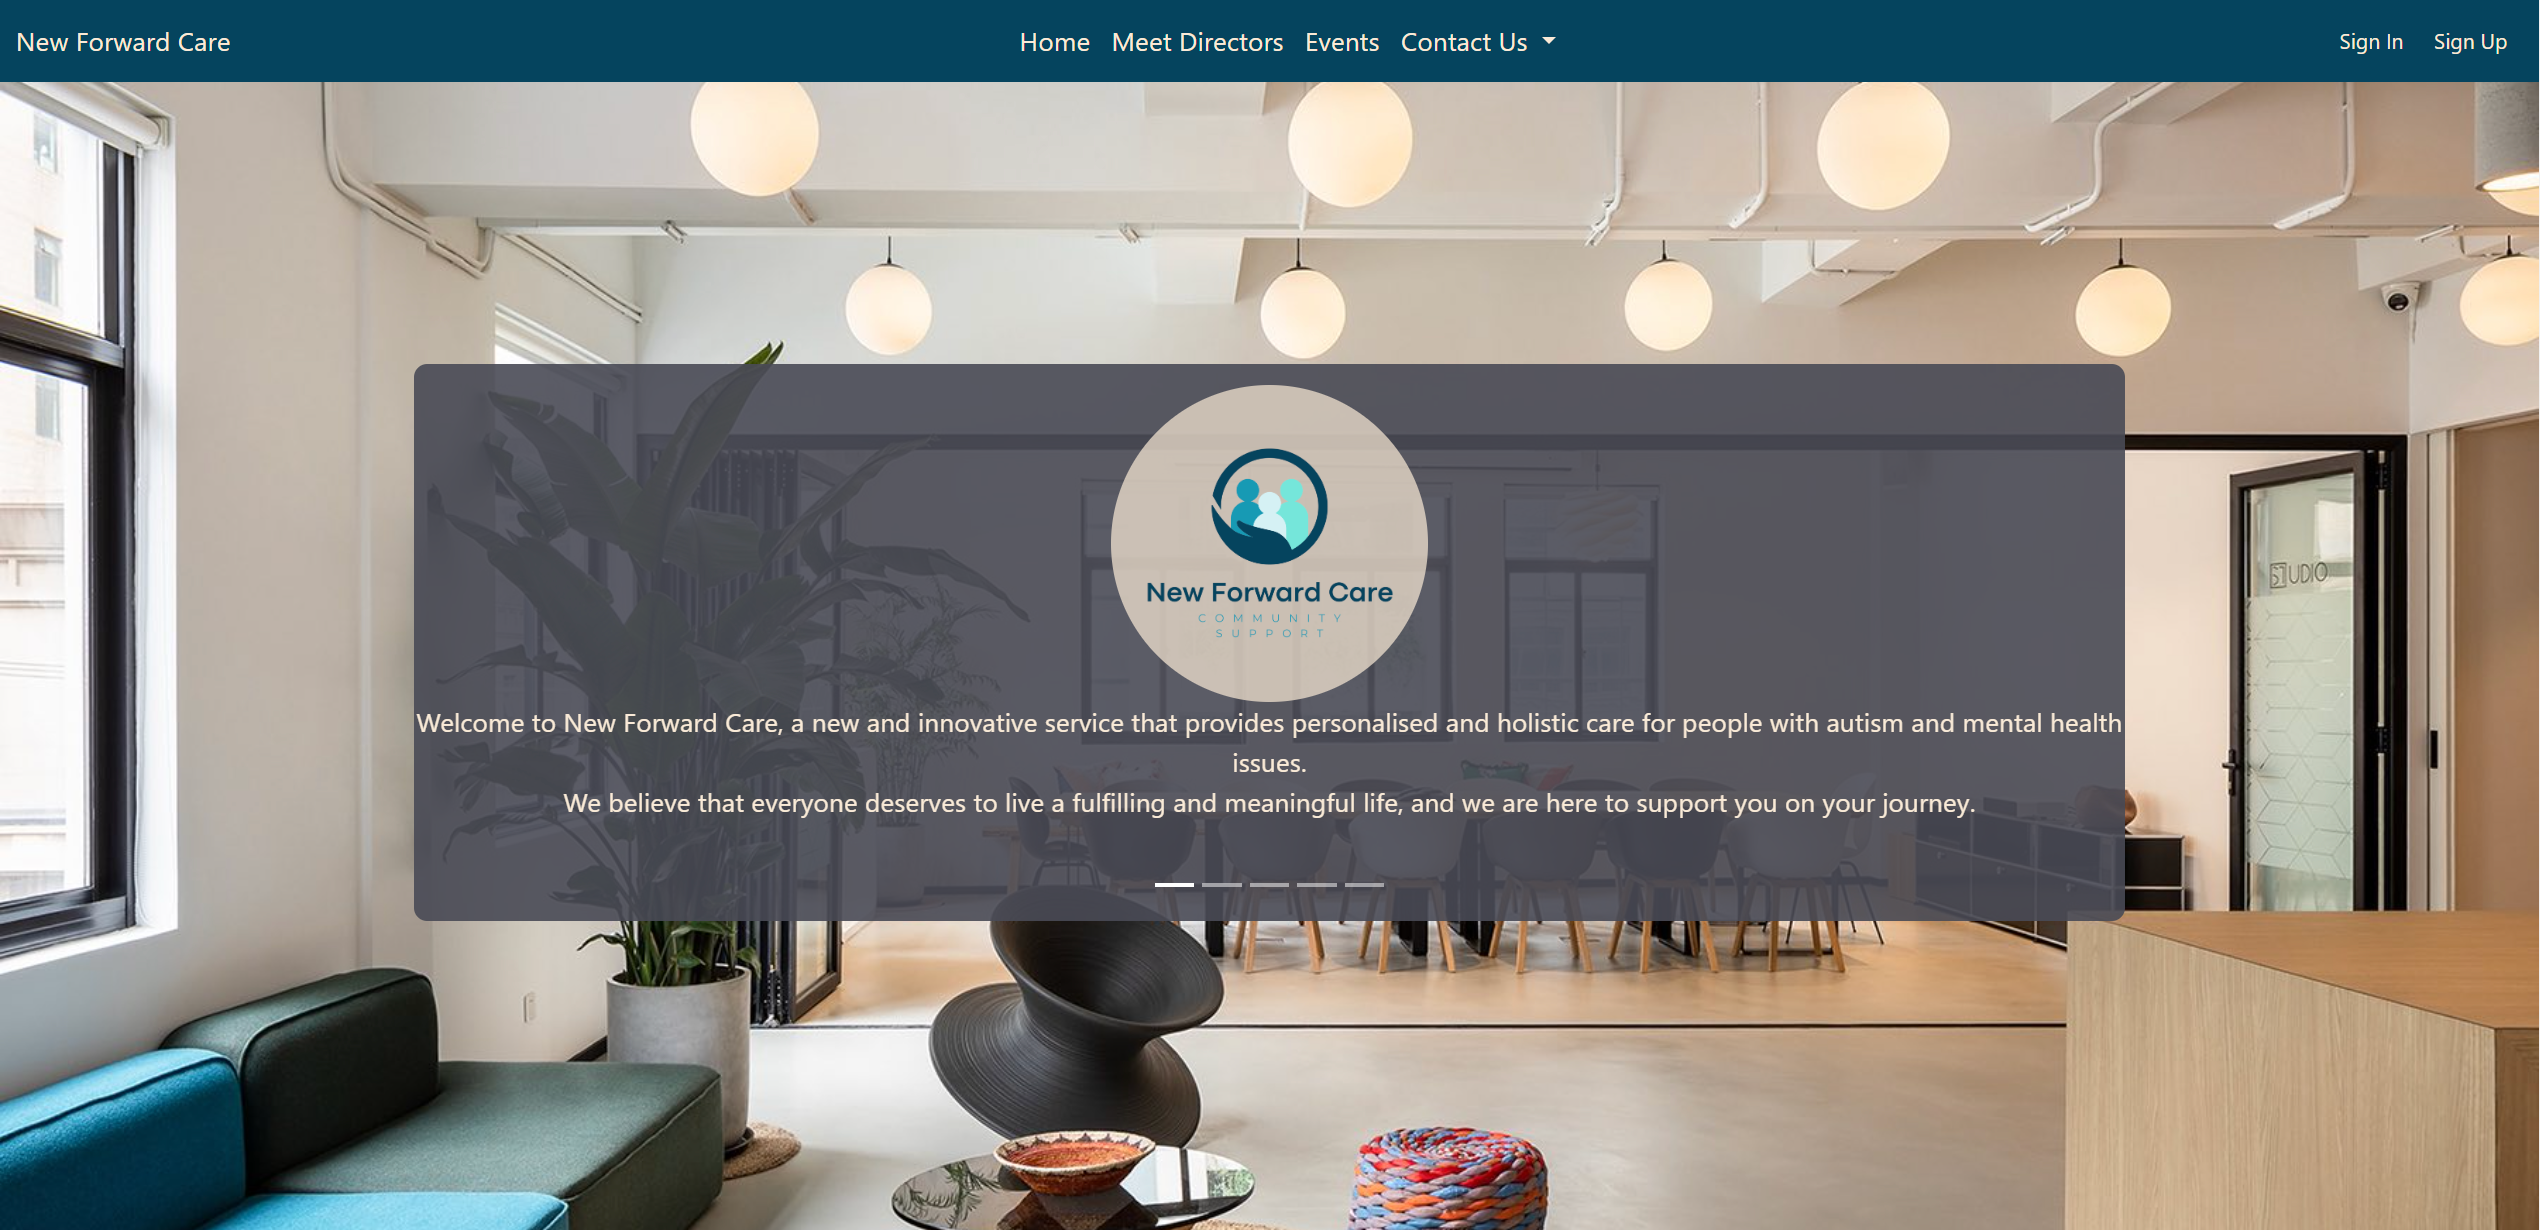 New Forward Care
Home Meet Directors Events Contact Us
Sign In Sign Up
STUDIO
New Forward Care
COMMUNITY
SUPPORT
Welcome to New Forward Care, a new and innovative service that provides personalised and holistic care for people with autism and mental health
issues.
We believe that everyone deserves to live a fulfilling and meaningful life, and we are here to support you on your journey.